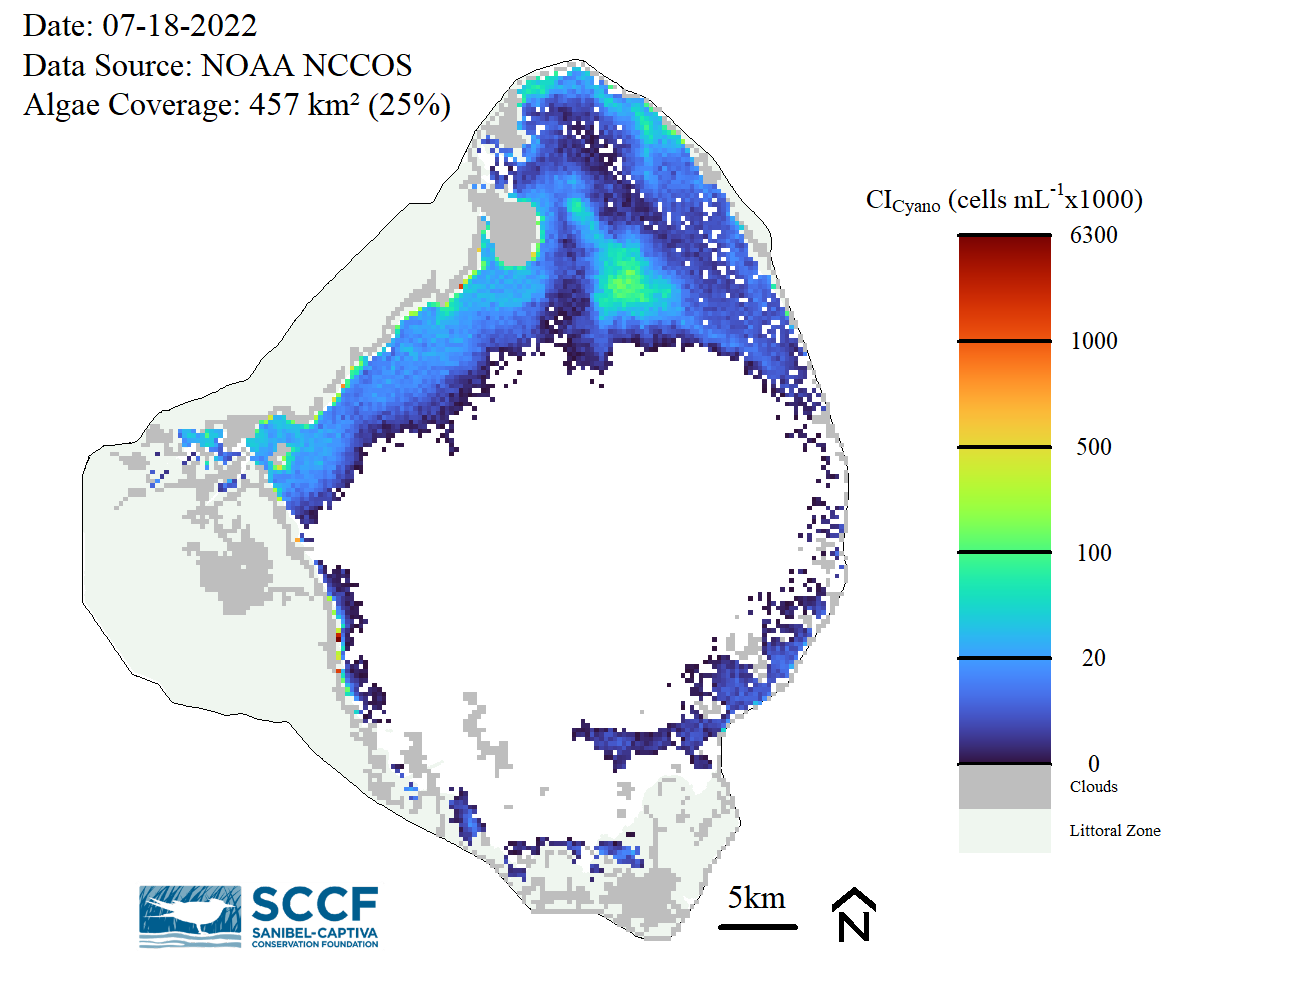 Date: 07-18-2022
Data Source: NOAA NCCOS
Algae Coverage: 457 km² (25%)
CICyano (cells mL-1x1000)
6300
1000
500
100
20
0
Clouds
Littoral Zone
SCCF
SANIBEL-CAPTIVA
CONSERVATION FOUNDATION
5km
N